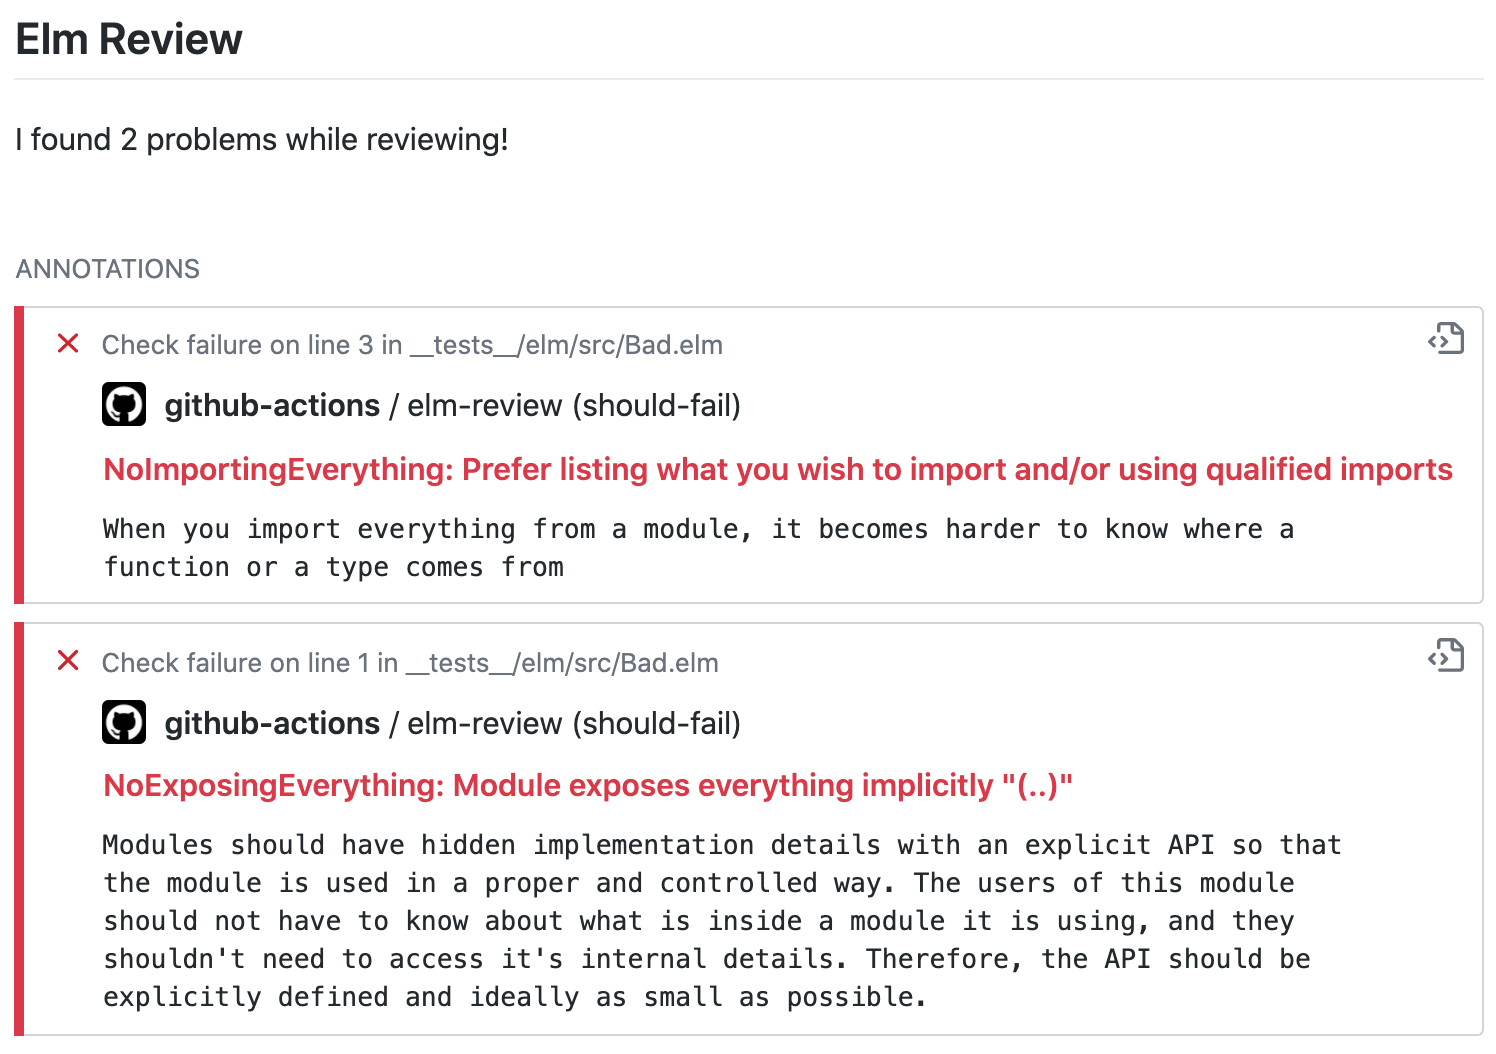 Elm Review
I found 2 problems while reviewing!
ANNOTATIONS
Check failure on line 3 in __tests__/elm/src/Bad.elm
github-actions / elm-review (should-fail)
NoImportingEverything: Prefer listing what you wish to import and/or using qualified imports
When you import everything from a module, it becomes harder to know where a
function or a type comes from
Check failure on line 1 in __tests__/elm/src/Bad.elm
github-actions / elm-review (should-fail)
NoExposingEverything: Module exposes everything implicitly "(..)"
Modules should have hidden implementation details with an explicit API so that
the module is used in a proper and controlled way. The users of this module
should not have to know about what is inside a module it is using, and they
shouldn't need to access it's internal details. Therefore, the API should be
explicitly defined and ideally as small as possible.